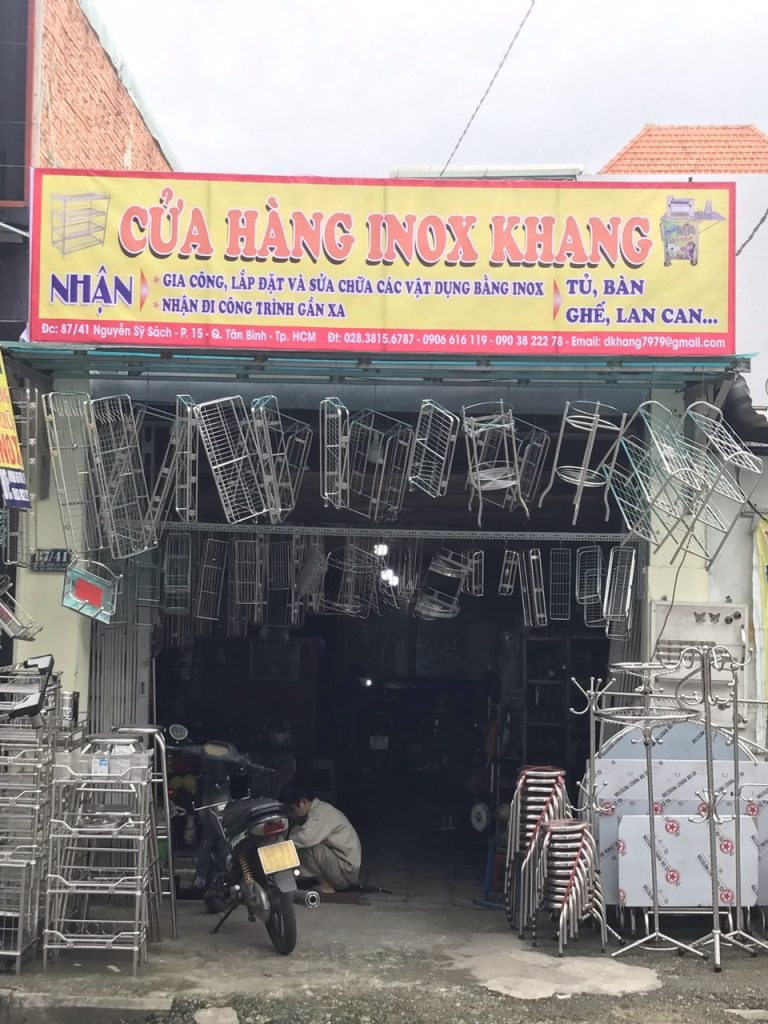 CỬA HÀNG INOX KHANG
NHẬN
* GIA CÔNG, LẮP ĐẶT VÀ SỬA CHỮA CÁC VẬT DỤNG BẰNG INOX
* NHẬN ĐI CÔNG TRÌNH GẦN XA
TỦ, BÀN
GHẾ, LAN CAN...
Đc: 87/41 Nguyễn Sỹ Sách - P. 15 - Q. Tân Bình - Tp. HCM Đt: 028.3815.6787 - 0906 616 119 - 090 38 222 78 - Email: dkhang7979@gmail.com
87/41